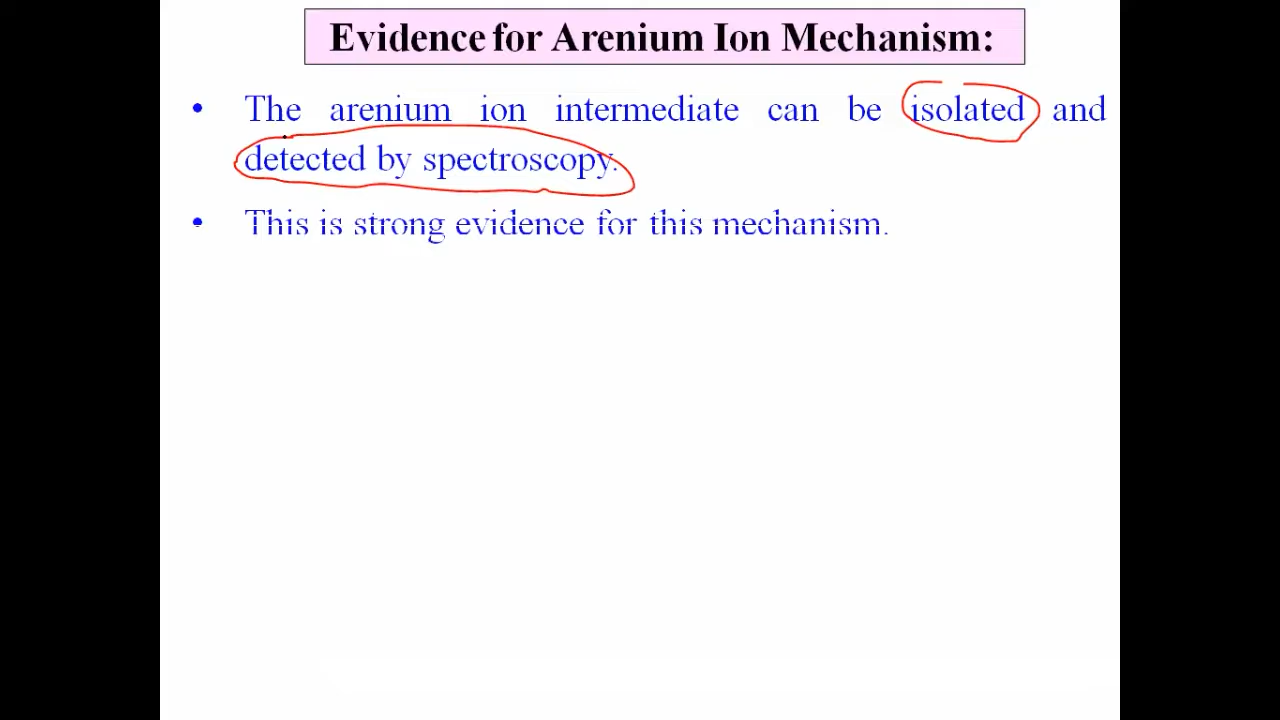 Evidence for Arenium Ion Mechanism:
• The arenium ion intermediate can be isolated and
detected by spectroscopy.
• This is strong evidence for this mechanism.